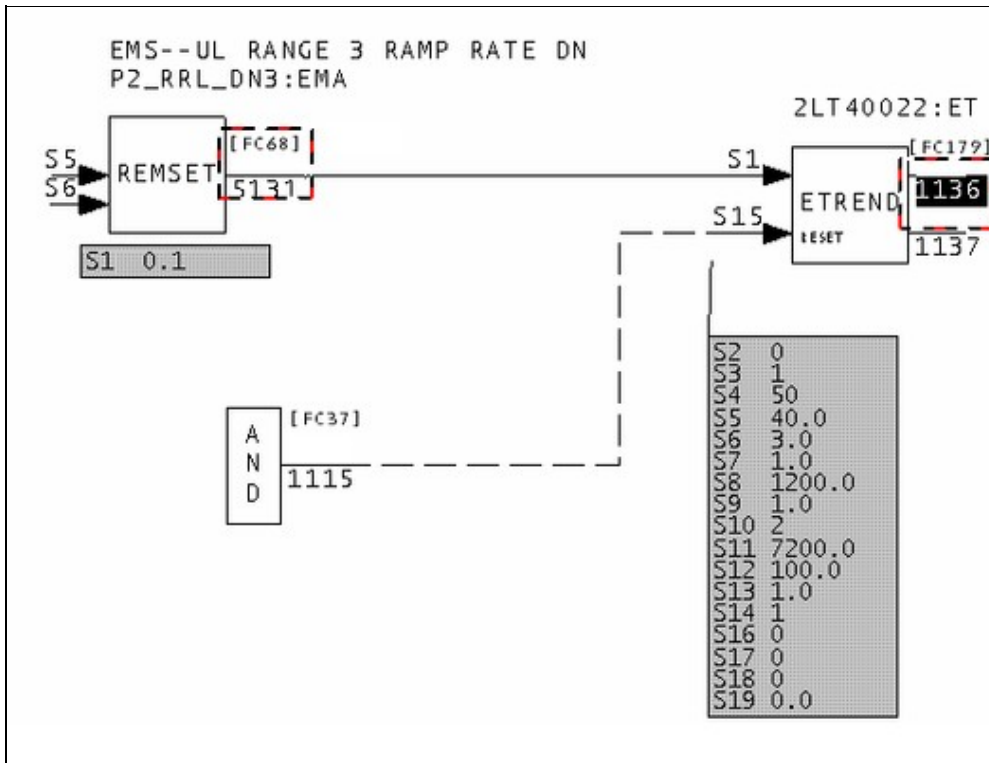 EMS--UL RANGE 3 RAMP RATE DN
P2_RRL_DN3:EMA
2LT40022:ET
[FC68]
[FC179]
S5
S6
REMSET
5131
S1
S15
ETREND
RESET
1136
1137
S1 0.1
S2 0
S3 1
S4 50
S5 40.0
S6 3.0
S7 1.0
S8 1200.0
S9 1.0
S10 2
S11 7200.0
S12 100.0
S13 1.0
S14 1
S16 0
S17 0
S18 0
S19 0.0
[FC37]
A
N
D
1115